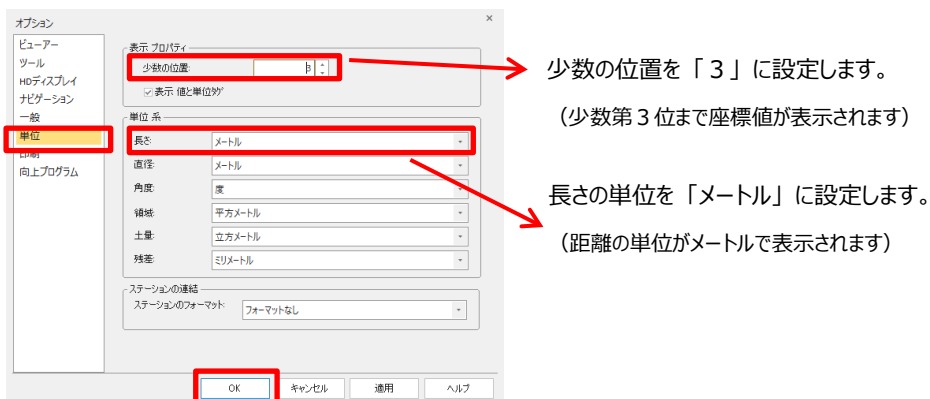 オプション
ビューアー
ツール
HDディスプレイ
ナビゲーション
一般
単位
印刷
向上プログラム
表示 プロパティ
少数の位置: 3
表示 値と単位ﾀｸﾞ
単位 系
長さ: メートル
直径: メートル
角度: 度
領域: 平方メートル
土量: 立方メートル
残差: ミリメートル
ステーションの連結
ステーションのフォーマット: フォーマットなし
OK キャンセル 適用 ヘルプ
少数の位置を「３」に設定します。
（少数第３位まで座標値が表示されます）
長さの単位を「メートル」に設定します。
（距離の単位がメートルで表示されます）